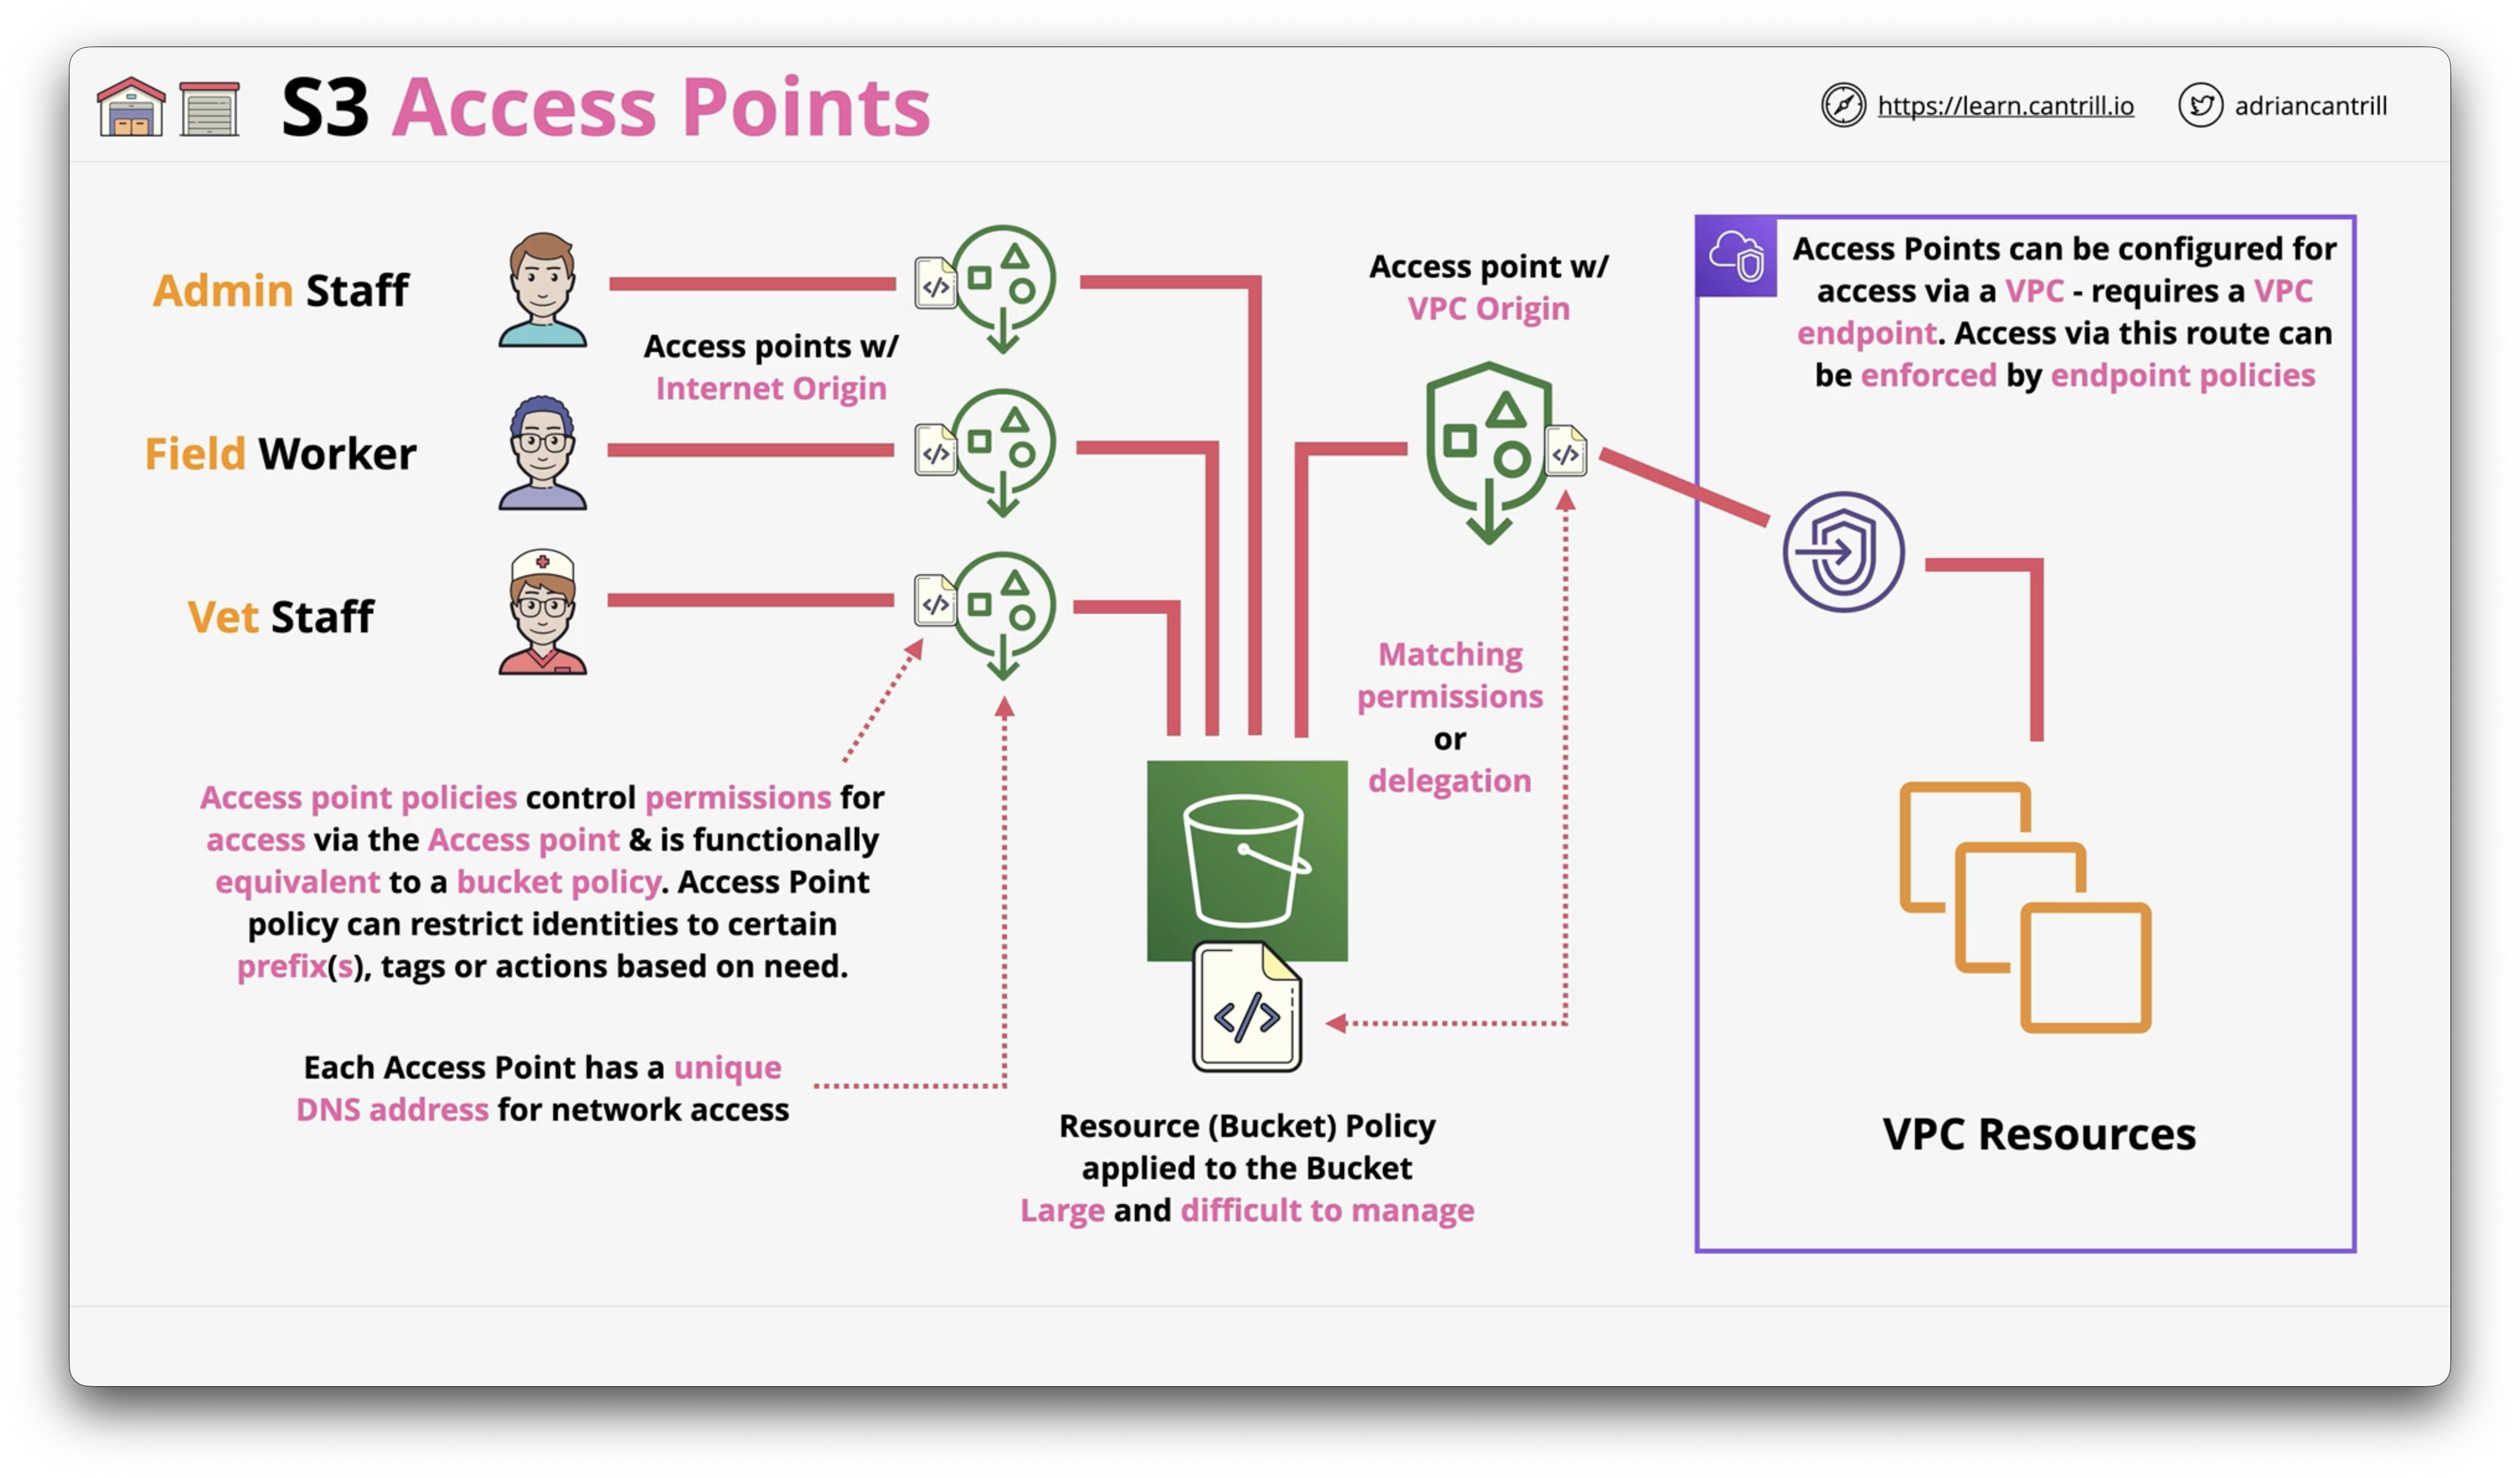 S3 Access Points
https://learn.cantrill.io
adriancantrill
Admin Staff
Access points w/
Internet Origin
Field Worker
Vet Staff
Access point policies control permissions for
access via the Access point & is functionally
equivalent to a bucket policy. Access Point
policy can restrict identities to certain
prefix(s), tags or actions based on need.
Each Access Point has a unique
DNS address for network access
Access point w/
VPC Origin
Matching
permissions
or
delegation
Resource (Bucket) Policy
applied to the Bucket
Large and difficult to manage
Access Points can be configured for
access via a VPC - requires a VPC
endpoint. Access via this route can
be enforced by endpoint policies
VPC Resources